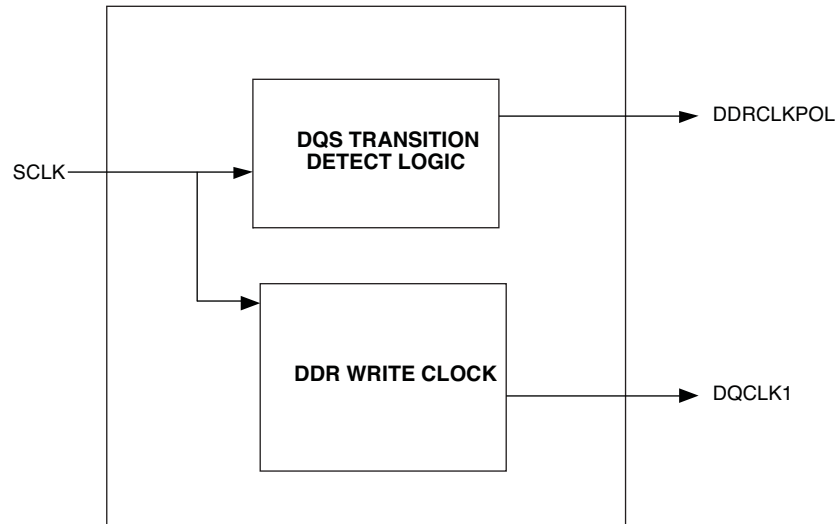 DDRCLKPOL
DQS TRANSITION
DETECT LOGIC
SCLK
DDR WRITE CLOCK
DQCLK1